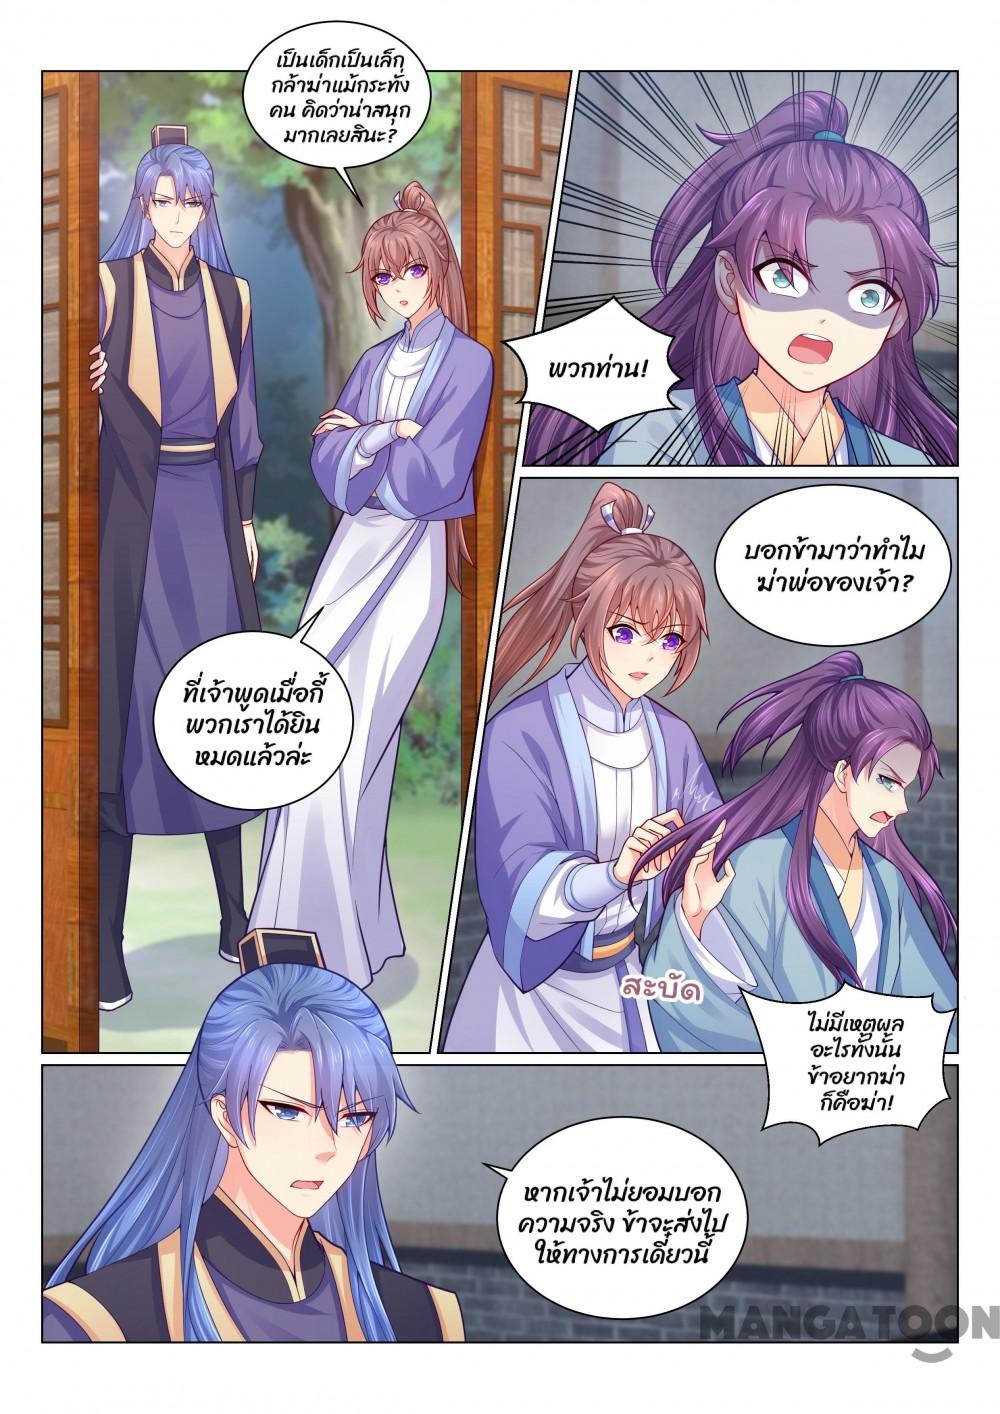 เป็นเด็กเป็นเล็ก
กล้าฆ่าแม้กระทั่ง
คน คิดว่าน่าสนุก
มากเลยสินะ?
พวกท่าน!
ที่เจ้าพูดเมื่อกี้
พวกเราได้ยิน
หมดแล้วล่ะ
บอกข้ามาว่าทำไม
ฆ่าพ่อของเจ้า?
สะบัด
ไม่มีเหตุผล
อะไรทั้งนั้น
ข้าอยากฆ่า
ก็คือฆ่า!
หากเจ้าไม่ยอมบอก
ความจริง ข้าจะส่งไป
ให้ทางการเดี๋ยวนี้
MANGATOON